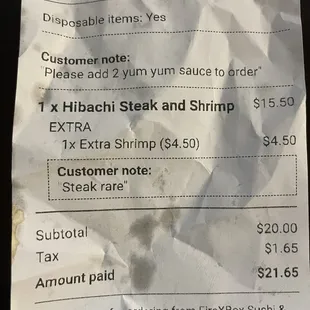 Disposable items: Yes
Customer note:
"Please add 2 yum yum sauce to order"
1 x Hibachi Steak and Shrimp $15.50
EXTRA
1x Extra Shrimp ($4.50) $4.50
Customer note:
"Steak rare"
Subtotal $20.00
Tax $1.65
Amount paid $21.65
from